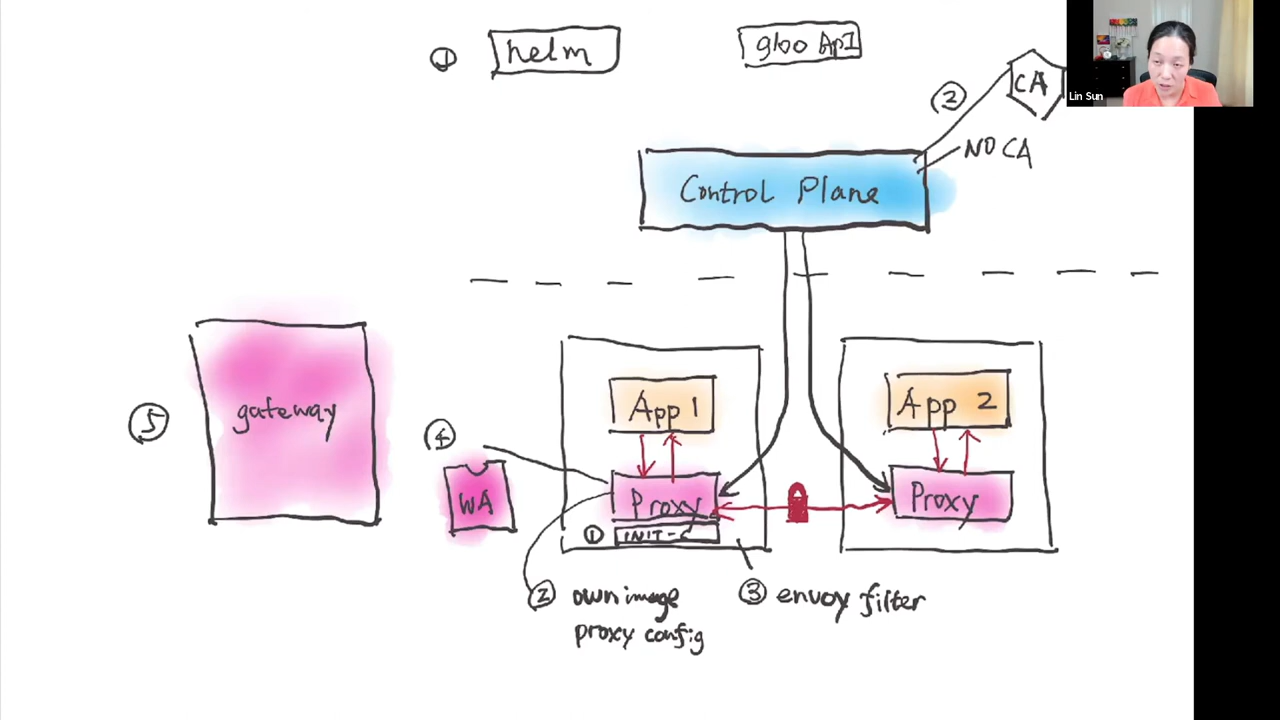 ① helm
gloo API
② CA
NO CA
Lin Sun
Control Plane
⑤ gateway
④
WA
App 1
Proxy
① INIT-C
② own image
proxy config
③ envoy filter
App 2
Proxy